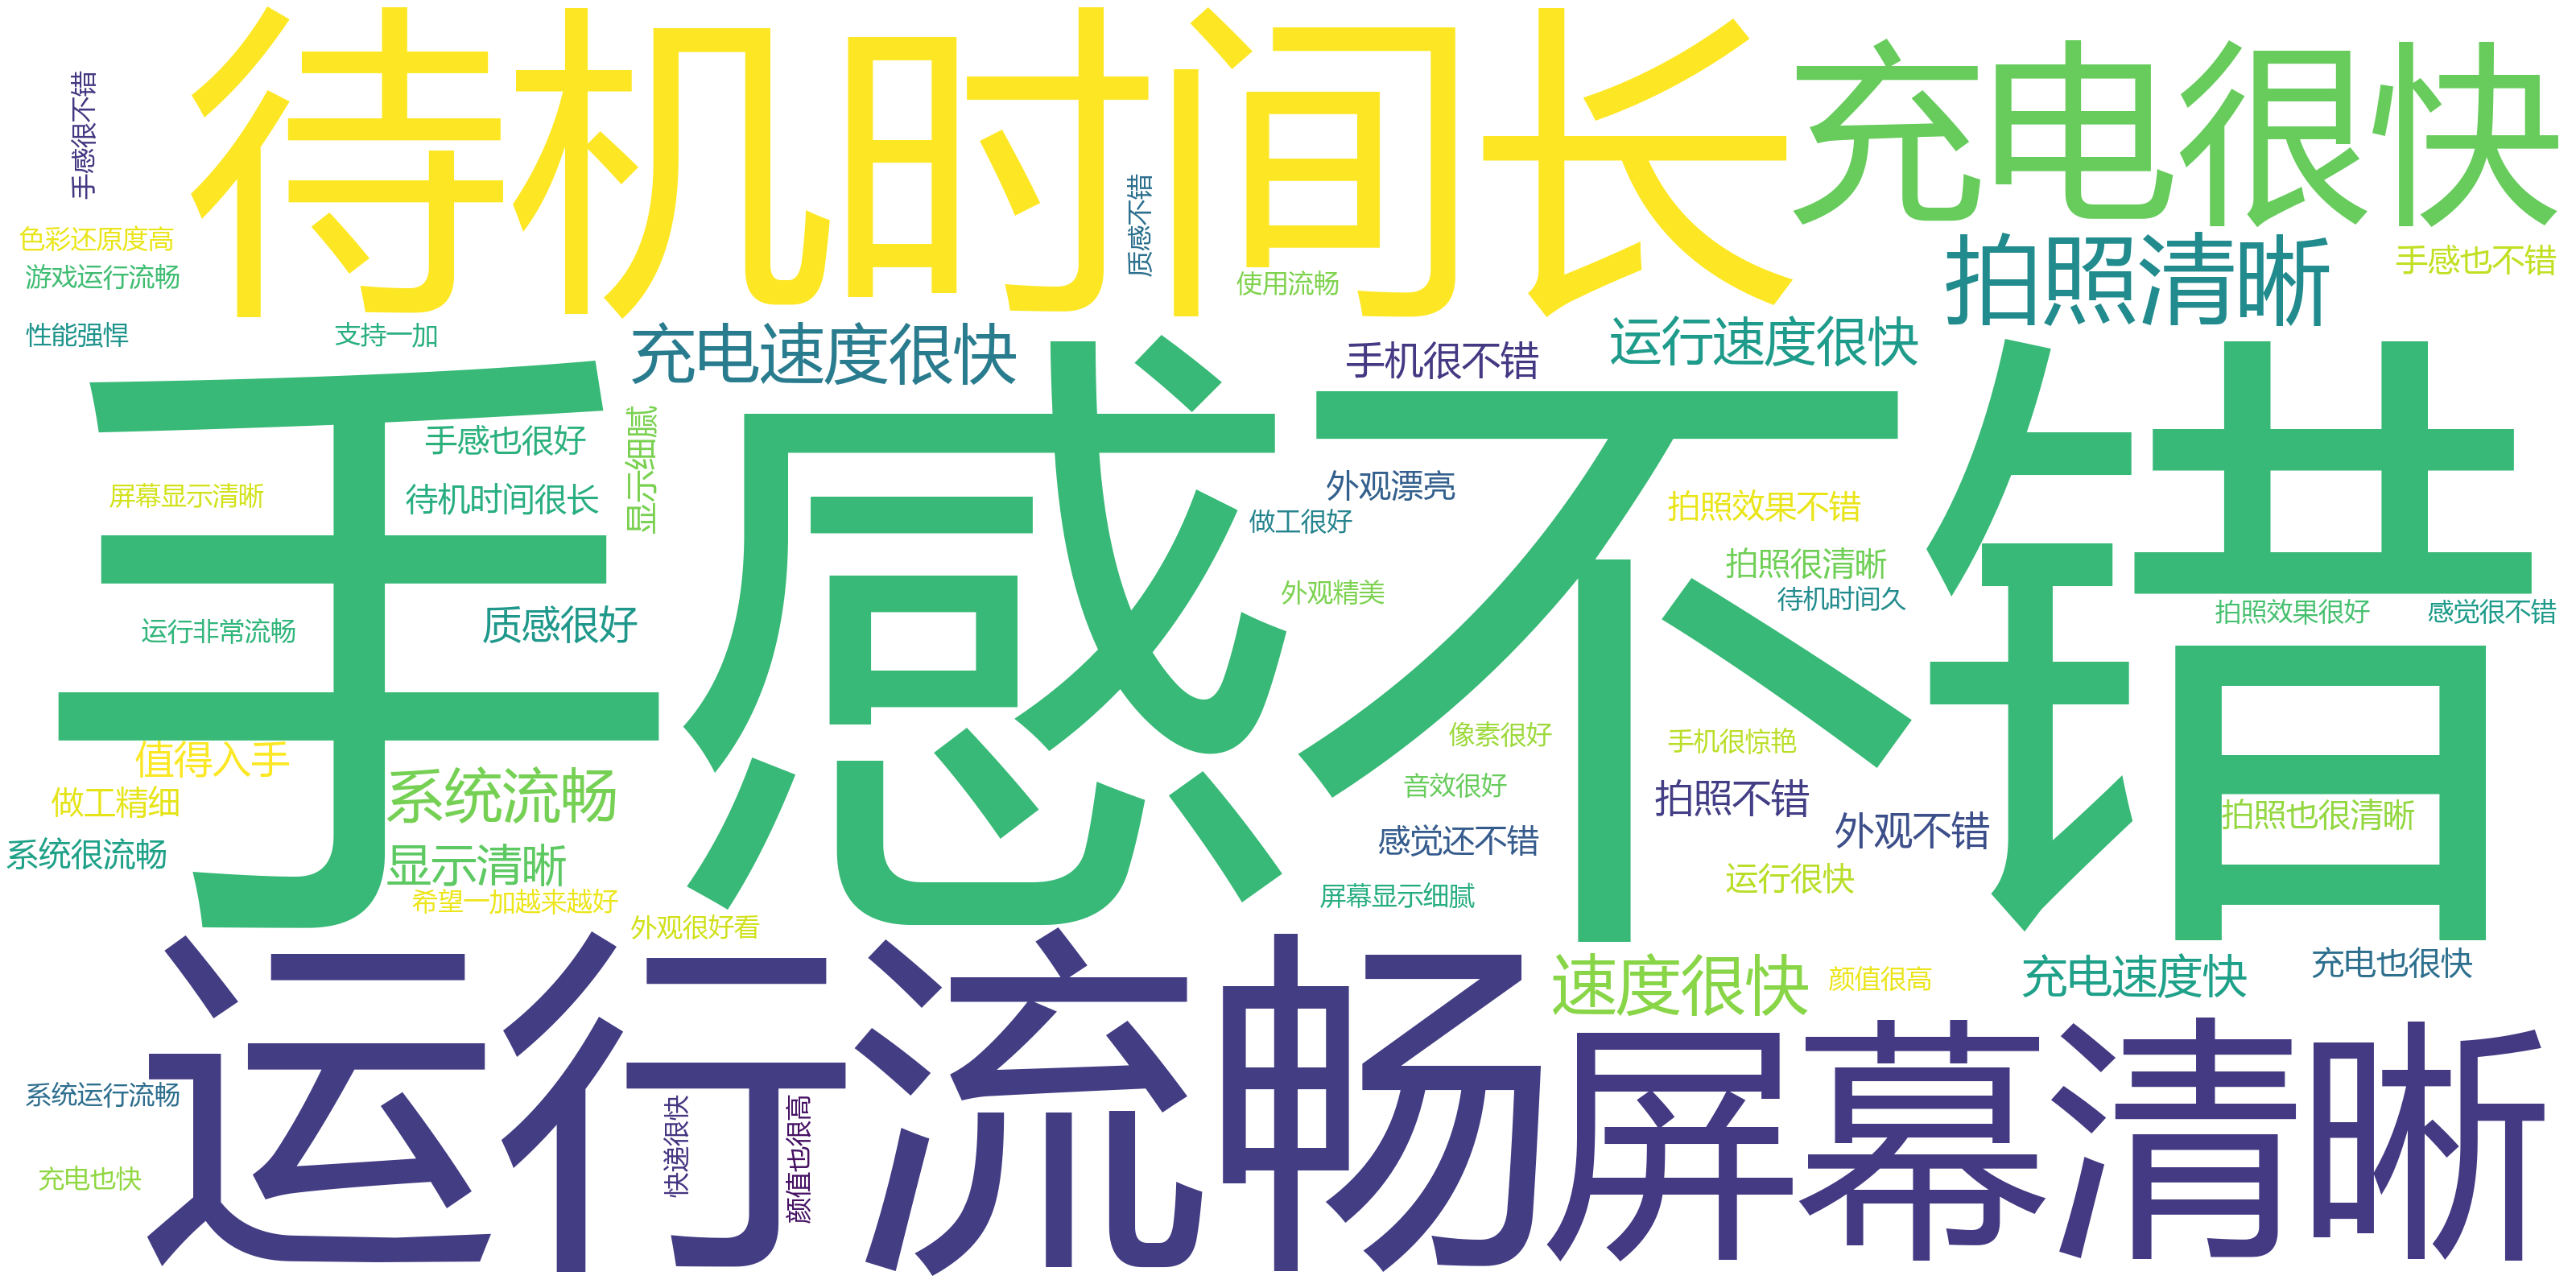 待机时间长
充电很快
手感很不错
质感不错
色彩还原度高
游戏运行流畅
使用流畅
拍照清晰
手感也不错
性能强悍
支持一加
充电速度很快
手机很不错
运行速度很快
手感不错
手感也很好
显示细腻
屏幕显示清晰
待机时间很长
外观漂亮
做工很好
拍照效果不错
拍照很清晰
待机时间久
外观精美
拍照效果很好
感觉很不错
运行非常流畅
质感很好
像素很好
手机很惊艳
值得入手
做工精细
系统流畅
音效很好
拍照不错
外观不错
拍照也很清晰
系统很流畅
显示清晰
感觉还不错
运行很快
希望一加越来越好
屏幕显示细腻
外观很好看
运行流畅
速度很快
颜值很高
充电速度快
充电也很快
屏幕清晰
系统运行流畅
快递很快
颜值也很高
充电也快